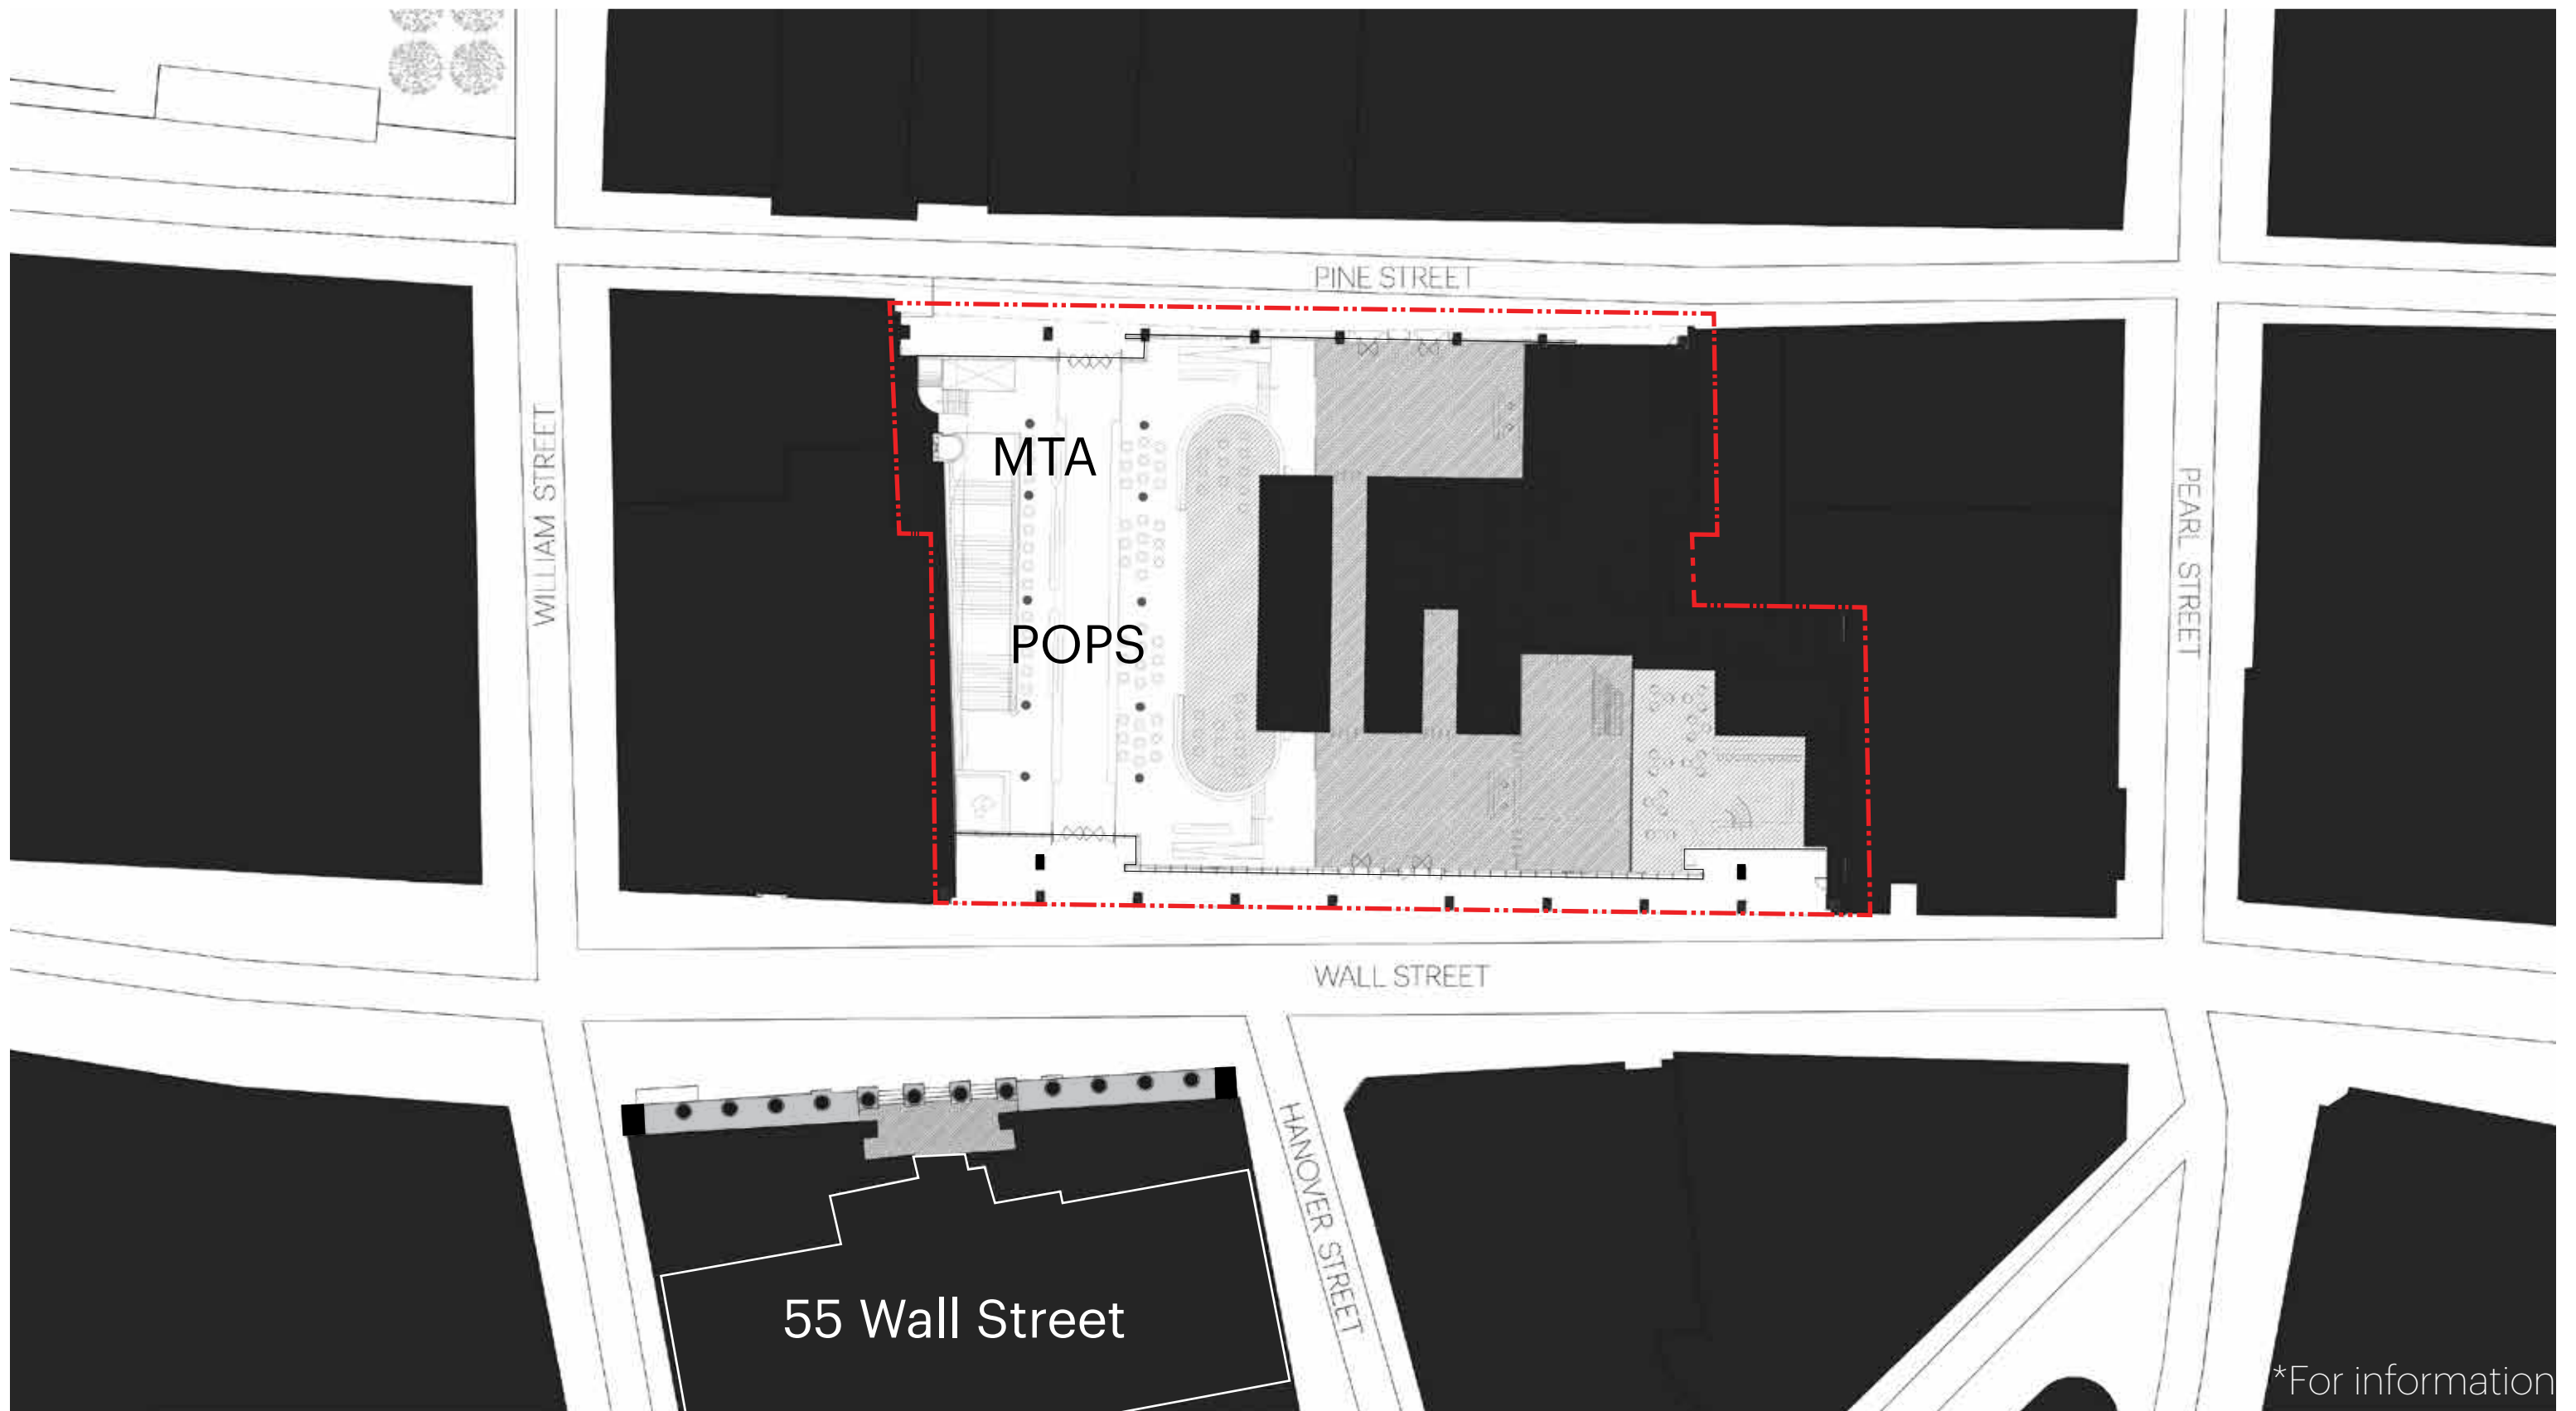 PINE STREET
WILLIAM STREET
MTA
POPS
PEARL STREET
WALL STREET
HANOVER STREET
55 Wall Street
*For information